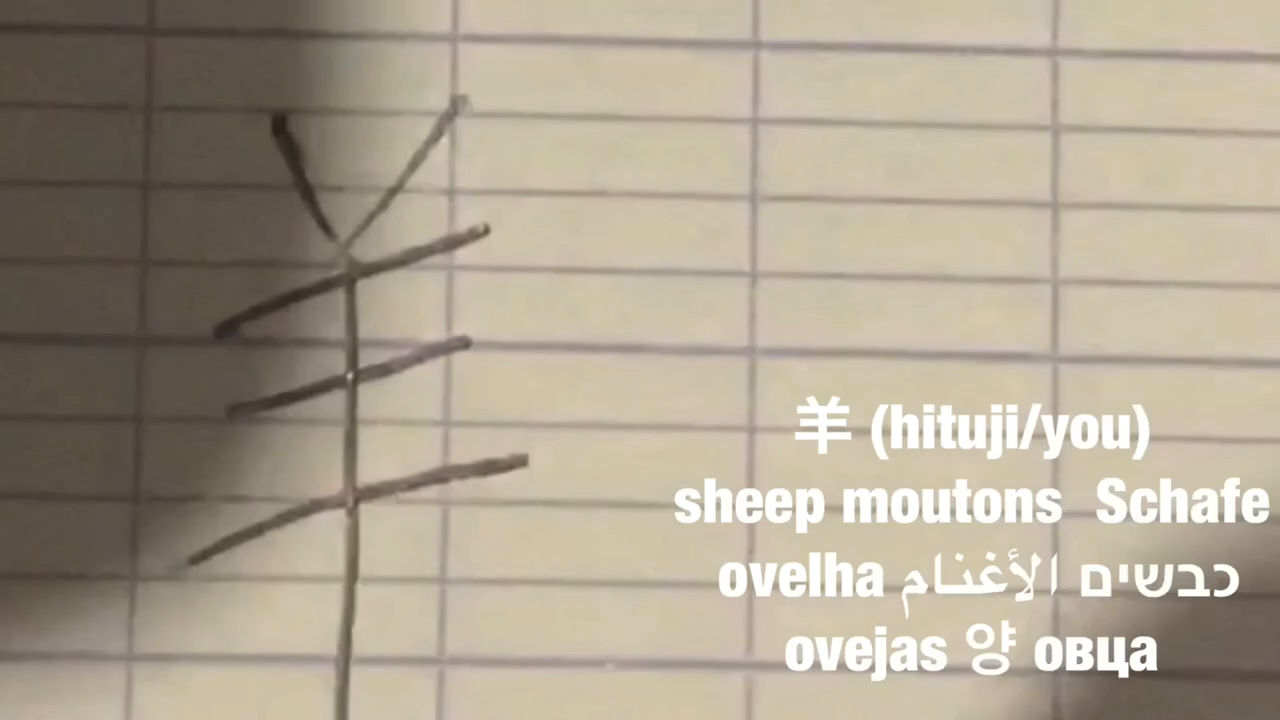 羊
羊 (hituji/you)
sheep moutons Schafe
ovelha الأغنام כבשים
ovejas 양 овца